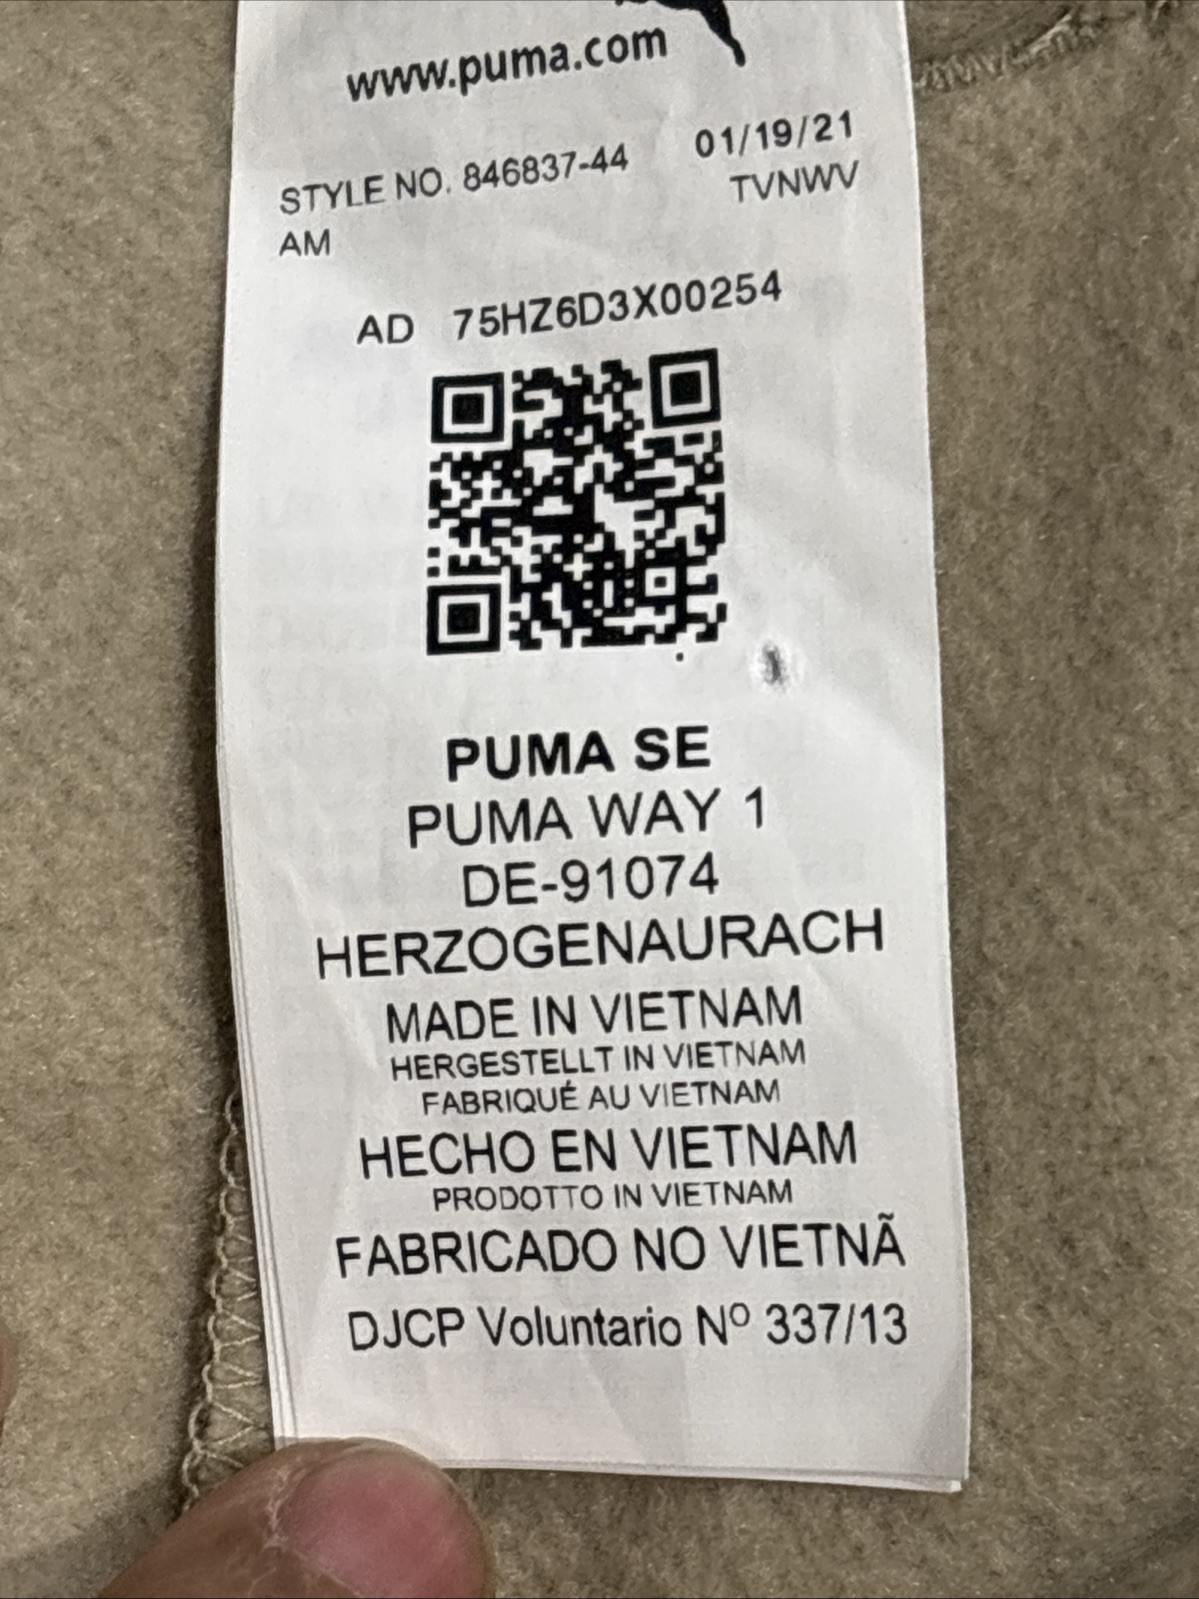 www.puma.com
STYLE NO. 846837-44 01/19/21
AM TVNWV
AD 75HZ6D3X00254
PUMA SE
PUMA WAY 1
DE-91074
HERZOGENAURACH
MADE IN VIETNAM
HERGESTELLT IN VIETNAM
FABRIQUÉ AU VIETNAM
HECHO EN VIETNAM
PRODOTTO IN VIETNAM
FABRICADO NO VIETNÃ
DJCP Voluntario Nº 337/13